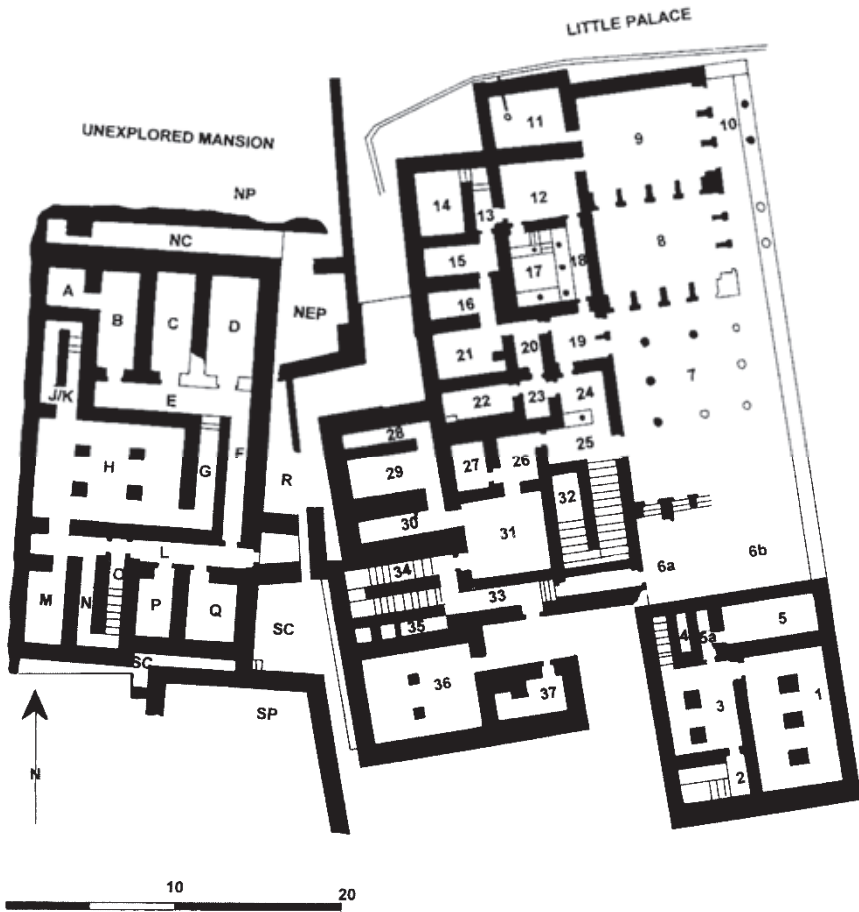 LITTLE PALACE
UNEXPLORED MANSION
NP
NC
A
B
C
D
NEP
J/K
E
F
H
G
R
L
O
M
N
P
Q
SC
SC
SP
N
11
9
10
14
13
12
8
15
17
18
16
21
20
19
7
22
23
24
25
28
29
27
26
32
30
31
6a
6b
34
33
35
4
5a
5
36
37
3
1
2
10
20